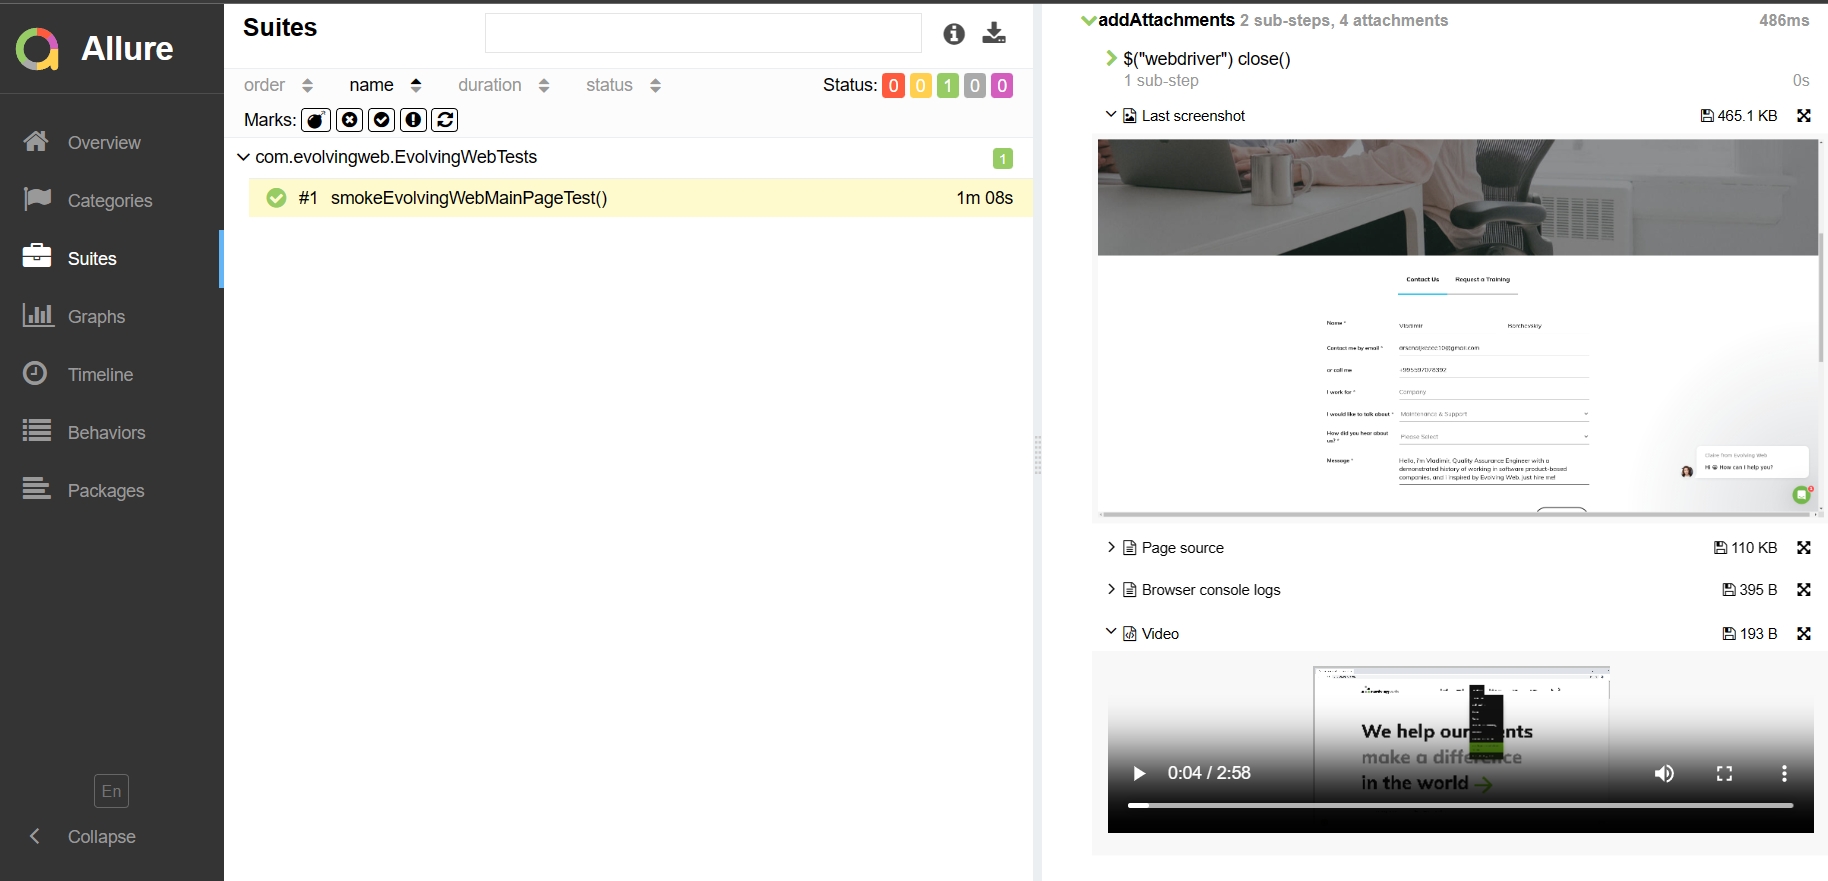 Allure
Overview
Categories
Suites
Graphs
Timeline
Behaviors
Packages
En
Collapse
Suites
order name duration status Status: 0 0 1 0 0
Marks:
com.evolvingweb.EvolvingWebTests 1
#1 smokeEvolvingWebMainPageTest() 1m 08s
addAttachments 2 sub-steps, 4 attachments 486ms
$("webdriver") close()
1 sub-step 0s
Last screenshot 465.1 KB
Contact Us Request a Training
Name * Vladimir
Contact me by email *
or call me
I work for * Company
I would like to talk about * Maintenance & Support
How did you hear about
us? * Please Select
Message * Hello, i'm Vladimir, Quality Assurance Engineer with a
demonstrated history of working in software product-based
companies, and i inspired by Evolving Web, just hire me!
Claire from Evolving Web
Hi 😀 How can I help you?
Page source 110 KB
Browser console logs 395 B
Video 193 B
We help our ents
make a diffe ce
in the world
0:04 / 2:58